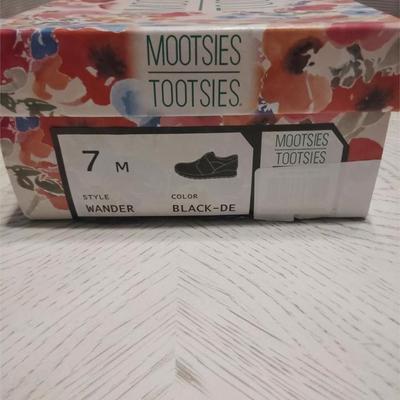 MOOTSIES
TOOTSIES.
7 M
MOOTSIES
TOOTSIES
STYLE COLOR
WANDER BLACK-DE